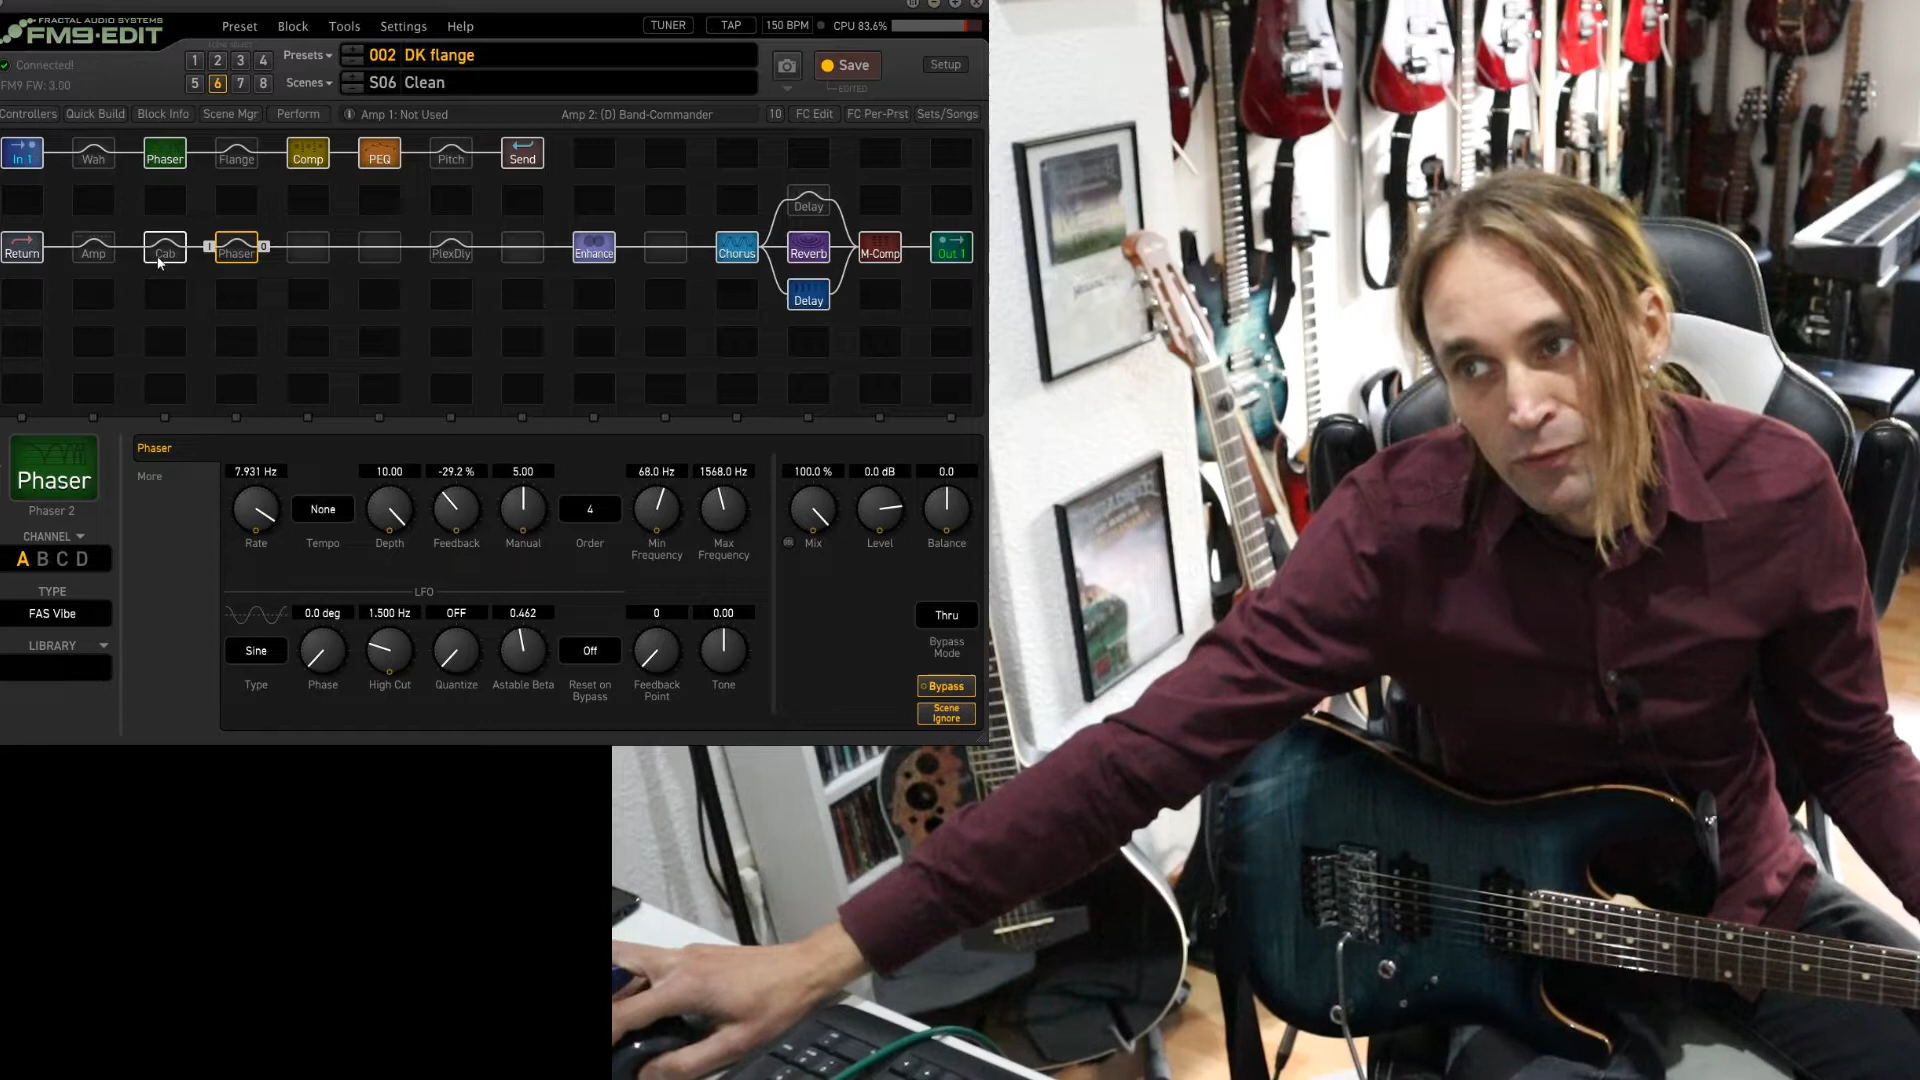 FRACTAL AUDIO SYSTEMS
FM9-EDIT
Preset Block Tools Settings Help
TUNER TAP 150 BPM CPU 83.6%
Connected!
FM9 FW: 3.00
SCENE SELECT
1 2 3 4
5 6 7 8
Presets 002 DK flange
Scenes S06 Clean
Save
EDITED
Setup
Controllers Quick Build Block Info Scene Mgr Perform Amp 1: Not Used Amp 2: (D) Band-Commander 10 FC Edit FC Per-Prst Sets/Songs
In 1 Wah Phaser Flange Comp PEQ Pitch Send
Delay
Return Amp Cab I Phaser O PlexDly Enhance Chorus Reverb M-Comp Out 1
Delay
Phaser
Phaser 2
CHANNEL
A B C D
TYPE
FAS Vibe
LIBRARY
Phaser
More
7.931 Hz 10.00 -29.2 % 5.00 68.0 Hz 1568.0 Hz 100.0 % 0.0 dB 0.0
None 4
Rate Tempo Depth Feedback Manual Order Min Frequency Max Frequency Mix Level Balance
LFO
0.0 deg 1.500 Hz OFF 0.462 0 0.00
Sine Off
Type Phase High Cut Quantize Astable Beta Reset on Bypass Feedback Point Tone
Thru
Bypass Mode
Bypass
Scene Ignore